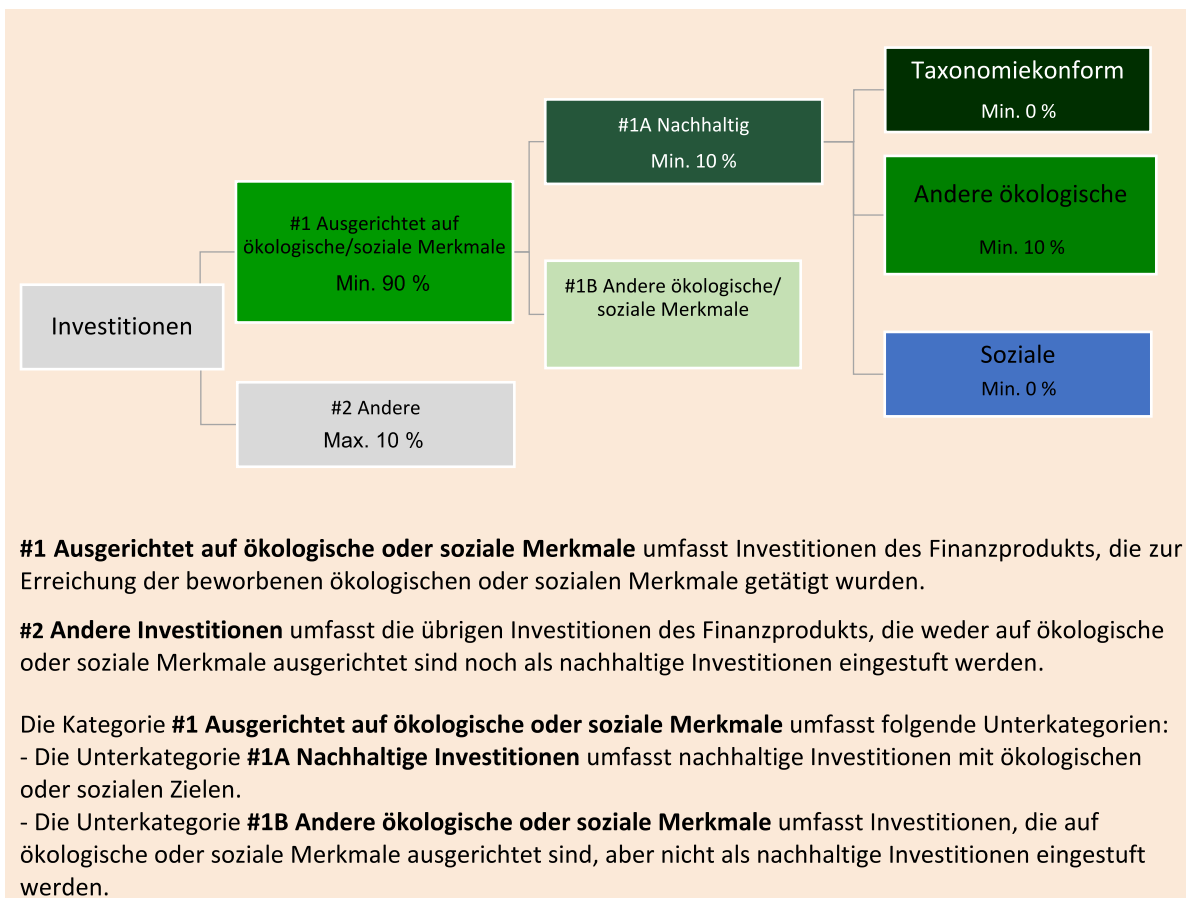 Taxonomiekonform
Min. 0 %
#1A Nachhaltig
Min. 10 %
Andere ökologische
Min. 10 %
#1 Ausgerichtet auf
ökologische/soziale Merkmale
Min. 90 %
#1B Andere ökologische/
soziale Merkmale
Investitionen
Soziale
Min. 0 %
#2 Andere
Max. 10 %
#1 Ausgerichtet auf ökologische oder soziale Merkmale umfasst Investitionen des Finanzprodukts, die zur
Erreichung der beworbenen ökologischen oder sozialen Merkmale getätigt wurden.
#2 Andere Investitionen umfasst die übrigen Investitionen des Finanzprodukts, die weder auf ökologische
oder soziale Merkmale ausgerichtet sind noch als nachhaltige Investitionen eingestuft werden.
Die Kategorie #1 Ausgerichtet auf ökologische oder soziale Merkmale umfasst folgende Unterkategorien:
- Die Unterkategorie #1A Nachhaltige Investitionen umfasst nachhaltige Investitionen mit ökologischen
oder sozialen Zielen.
- Die Unterkategorie #1B Andere ökologische oder soziale Merkmale umfasst Investitionen, die auf
ökologische oder soziale Merkmale ausgerichtet sind, aber nicht als nachhaltige Investitionen eingestuft
werden.